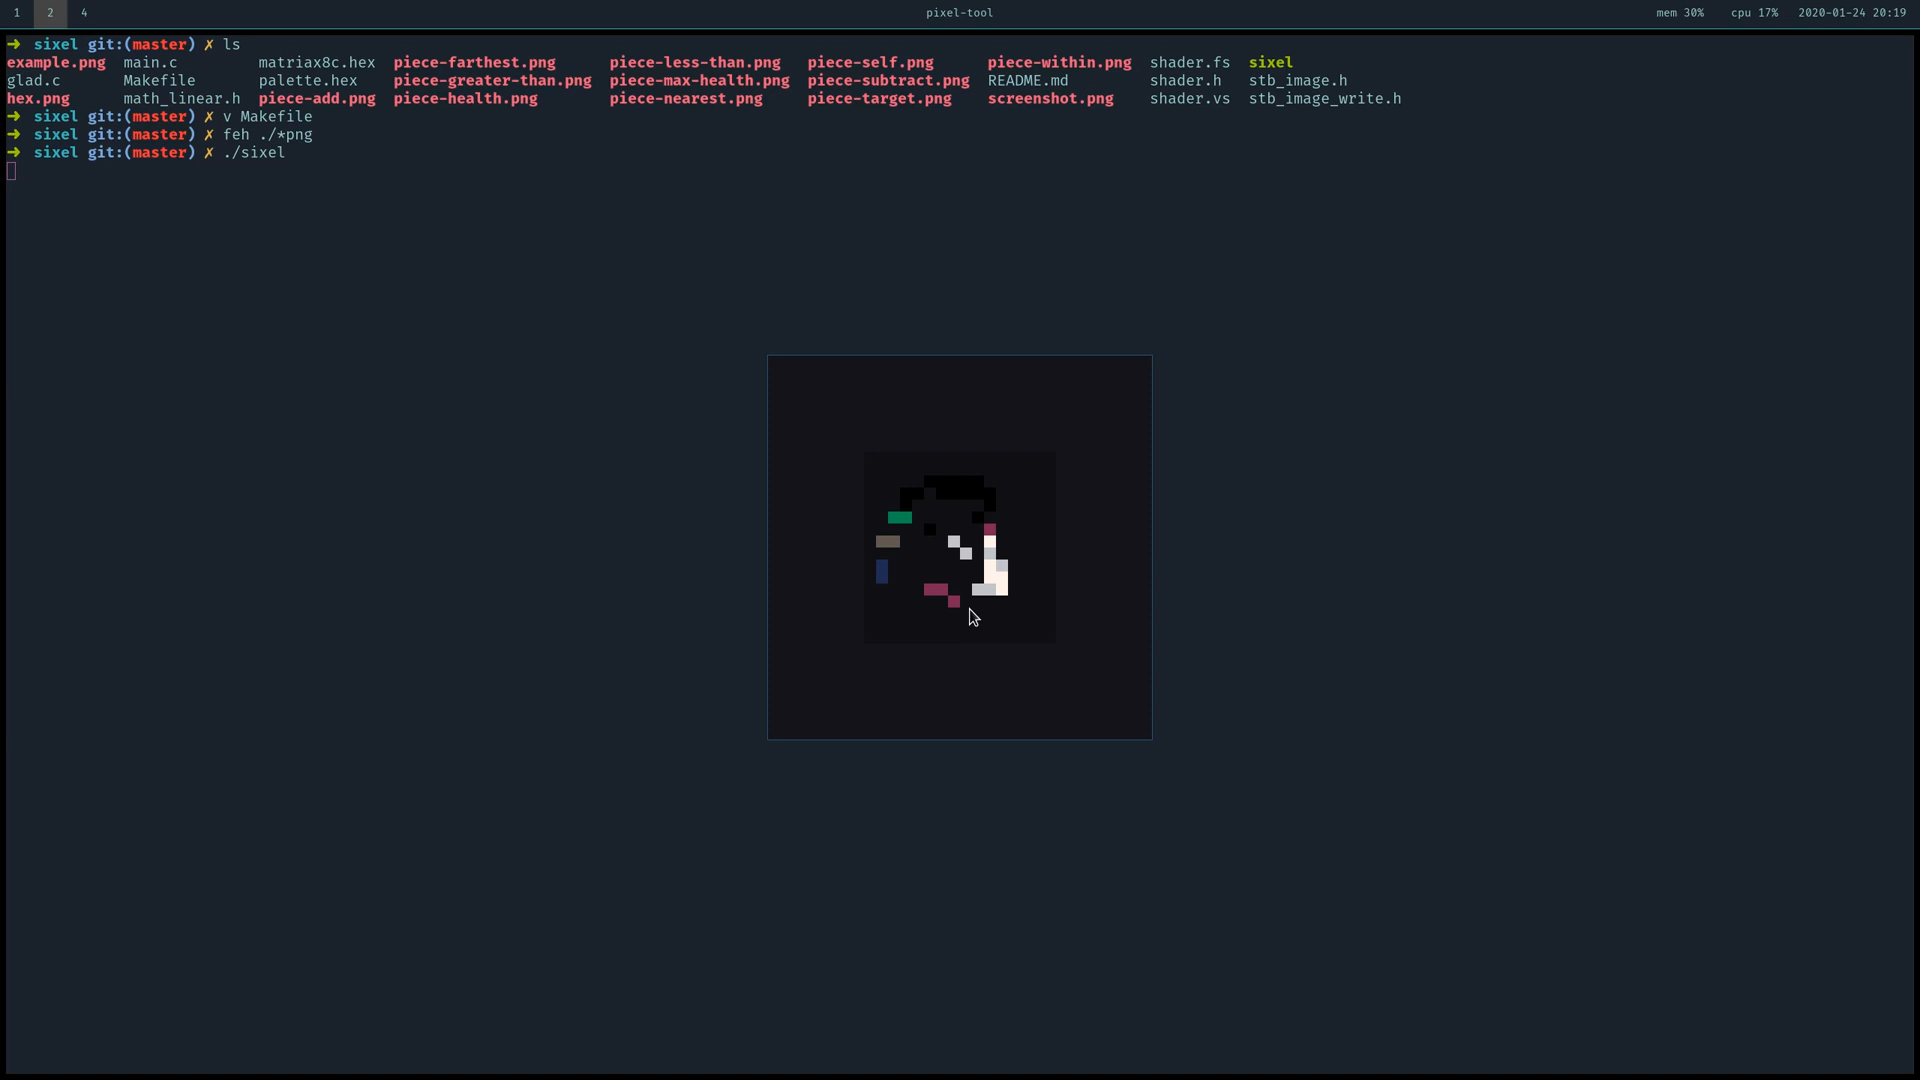 1 2 4 pixel-tool mem 30% cpu 17% 2020-01-24 20:19
➜ sixel git:(master) ✗ ls
example.png main.c matriax8c.hex piece-farthest.png piece-less-than.png piece-self.png piece-within.png shader.fs sixel
glad.c Makefile palette.hex piece-greater-than.png piece-max-health.png piece-subtract.png README.md shader.h stb_image.h
hex.png math_linear.h piece-add.png piece-health.png piece-nearest.png piece-target.png screenshot.png shader.vs stb_image_write.h
➜ sixel git:(master) ✗ v Makefile
➜ sixel git:(master) ✗ feh ./*png
➜ sixel git:(master) ✗ ./sixel